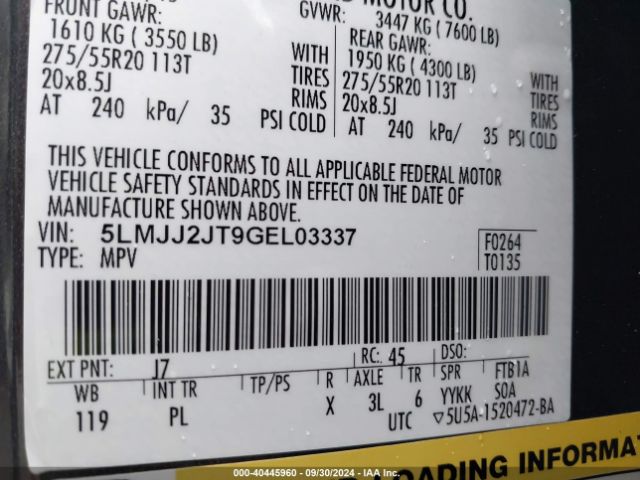 MOTOR CO.
FRONT GAWR:
1610 KG ( 3550 LB)
275/55R20 113T
20x8.5J
AT 240 kPa/ 35 PSI COLD
WITH
TIRES
RIMS
GVWR: 3447 KG (7600 LB)
REAR GAWR:
1950 KG ( 4300 LB)
275/55R20 113T
20x8.5J
AT 240 kPa/ 35 PSI COLD
WITH
TIRES
RIMS
THIS VEHICLE CONFORMS TO ALL APPLICABLE FEDERAL MOTOR
VEHICLE SAFETY STANDARDS IN EFFECT ON THE DATE OF
MANUFACTURE SHOWN ABOVE.
VIN: 5LMJJ2JT9GEL03337
TYPE: MPV
F0264
T0135
EXT PNT: J7 RC: 45 DSO:
WB INT TR TP/PS R AXLE TR SPR FTB1A
119 PL X 3L 6 YYKK SOA
UTC ▽5U5A-1520472-BA
LOADING INFORMAT
000-40445960 - 09/30/2024 - IAA Inc.